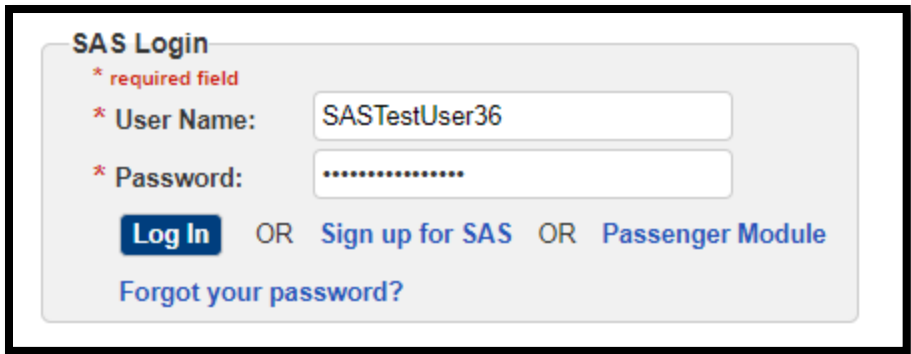 SAS Login
* required field
* User Name: SASTestUser36
* Password: ••••••••••••••••
Log In OR Sign up for SAS OR Passenger Module
Forgot your password?